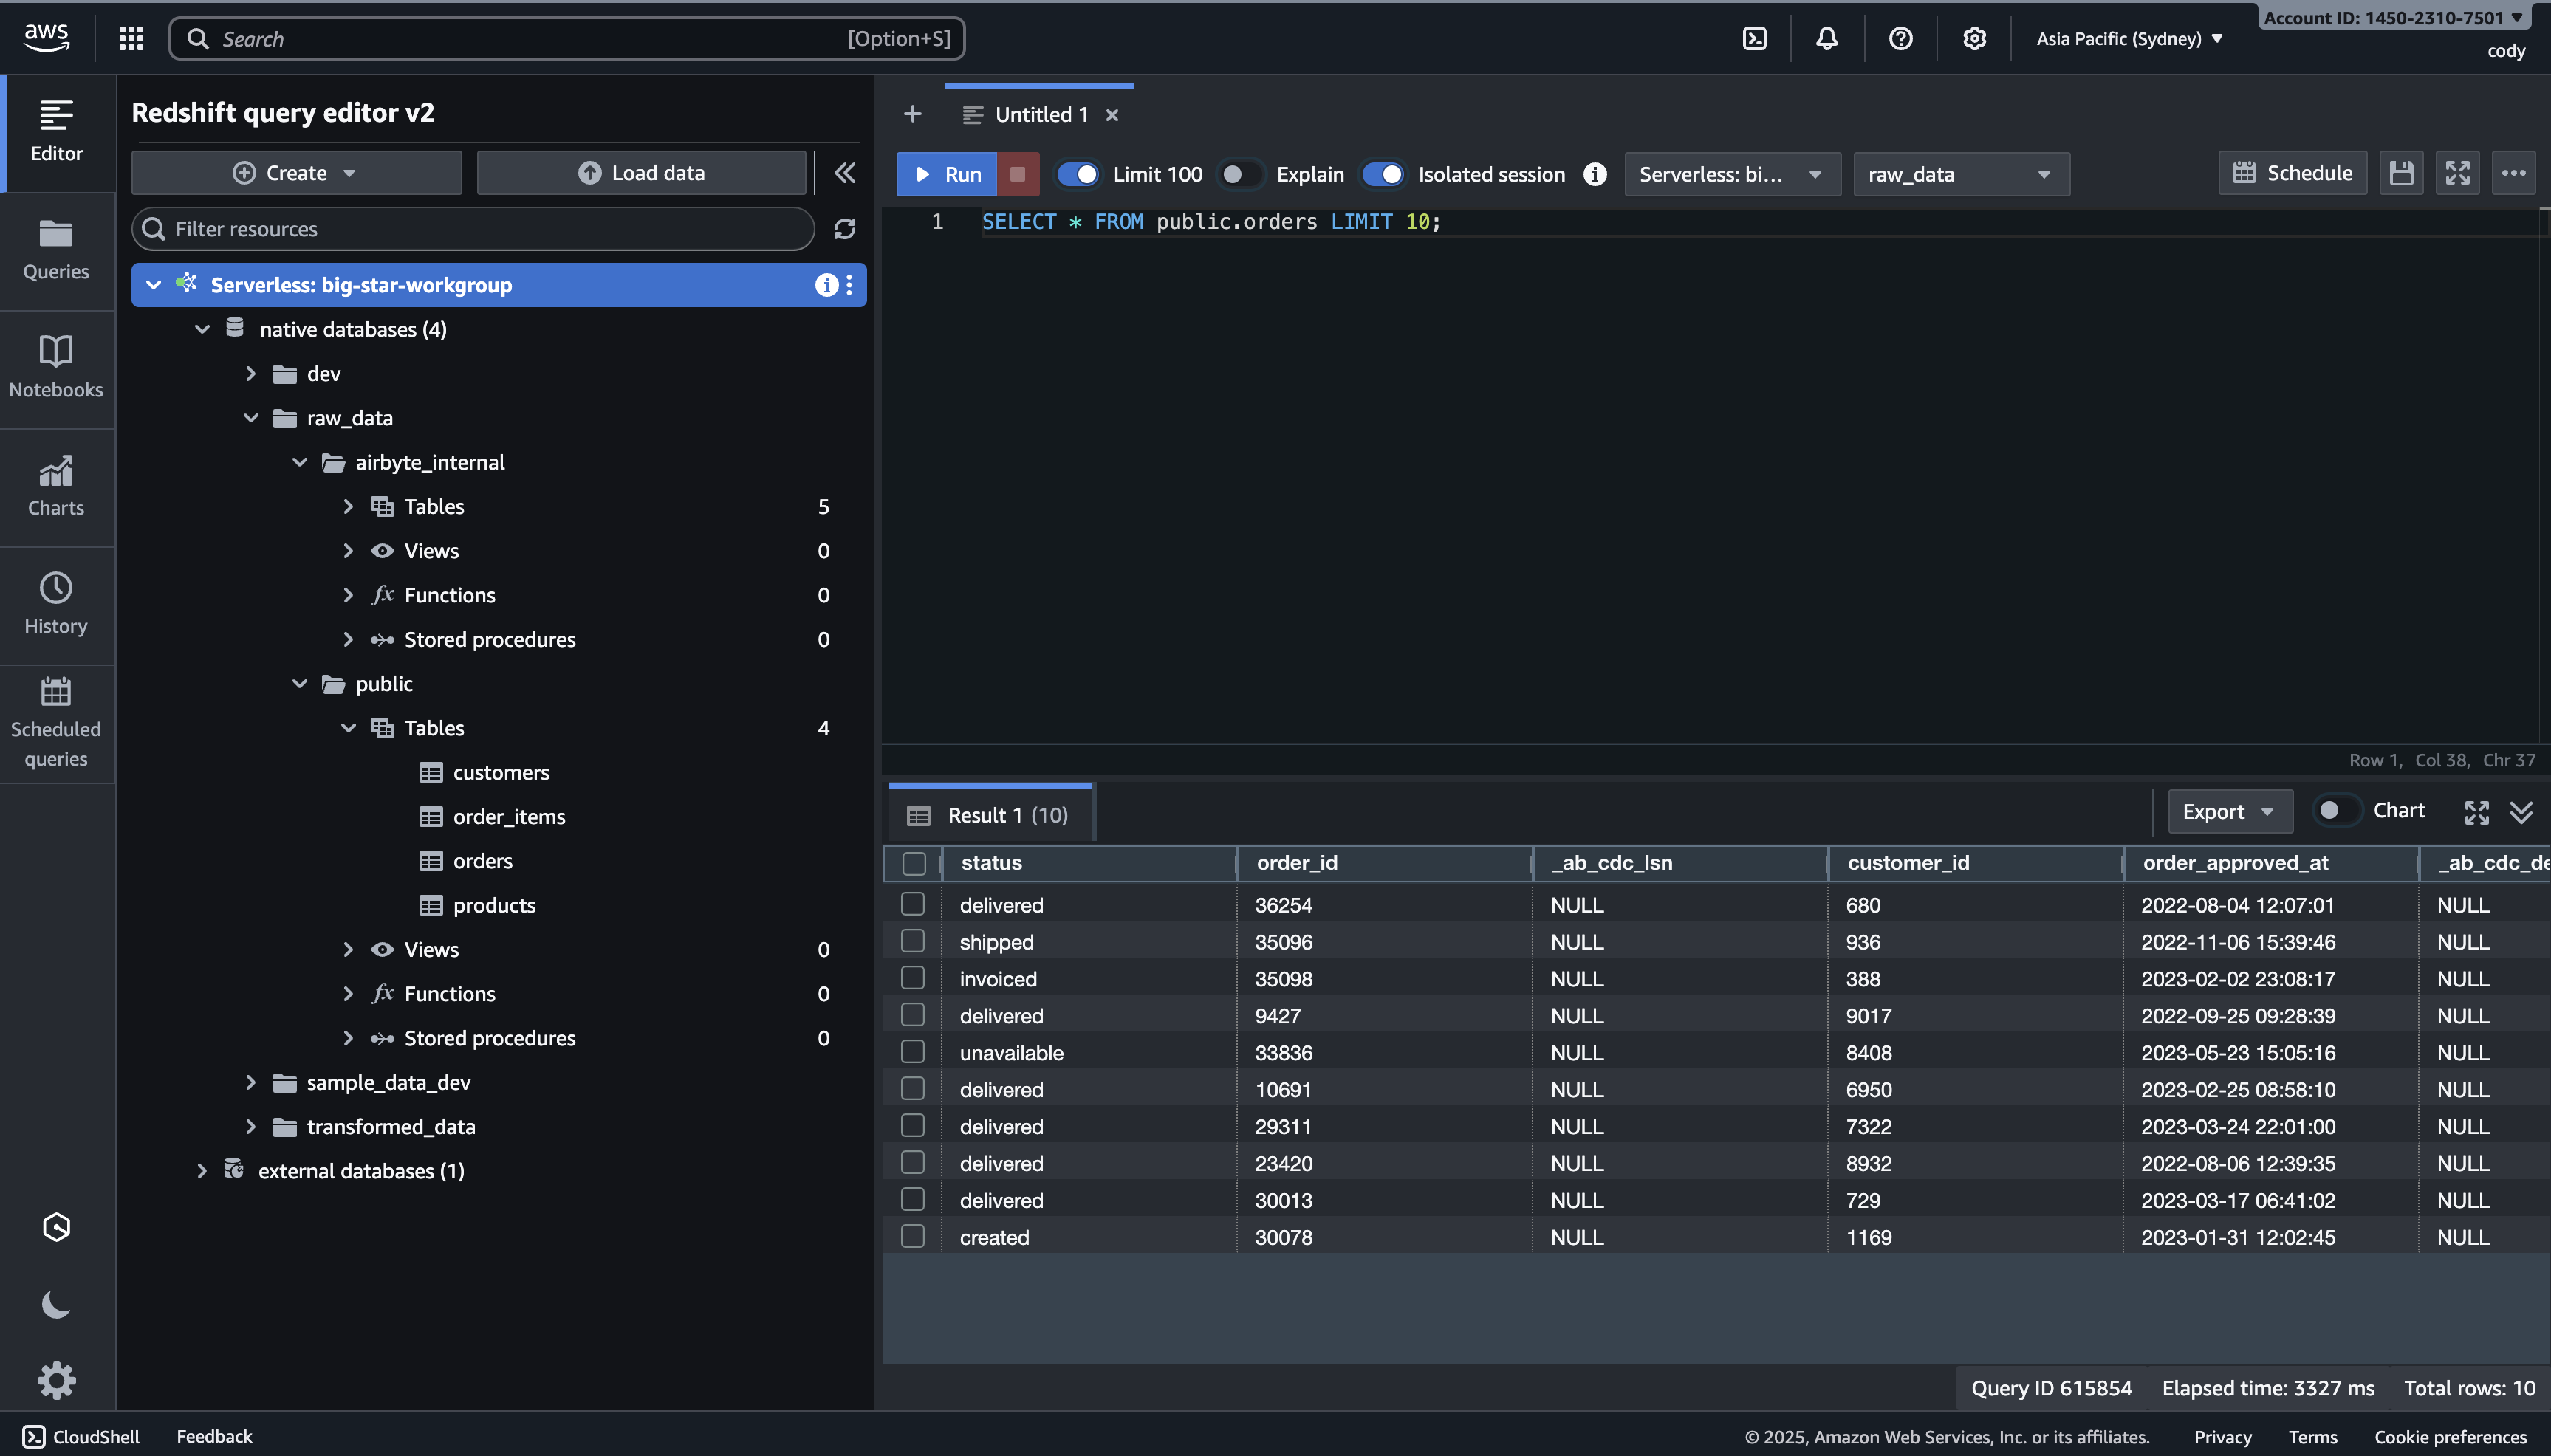 aws
Search [Option+S]
Asia Pacific (Sydney)
Account ID: 1450-2310-7501
cody
Editor
Queries
Notebooks
Charts
History
Scheduled
queries
Redshift query editor v2
Create
Load data
Filter resources
Serverless: big-star-workgroup
native databases (4)
dev
raw_data
airbyte_internal
Tables 5
Views 0
fx Functions 0
Stored procedures 0
public
Tables 4
customers
order_items
orders
products
Views 0
fx Functions 0
Stored procedures 0
sample_data_dev
transformed_data
external databases (1)
Untitled 1
Run Limit 100 Explain Isolated session Serverless: bi... raw_data Schedule
1 SELECT * FROM public.orders LIMIT 10;
Row 1, Col 38, Chr 37
Result 1 (10) Export Chart
status order_id _ab_cdc_lsn customer_id order_approved_at _ab_cdc_de
delivered 36254 NULL 680 2022-08-04 12:07:01 NULL
shipped 35096 NULL 936 2022-11-06 15:39:46 NULL
invoiced 35098 NULL 388 2023-02-02 23:08:17 NULL
delivered 9427 NULL 9017 2022-09-25 09:28:39 NULL
unavailable 33836 NULL 8408 2023-05-23 15:05:16 NULL
delivered 10691 NULL 6950 2023-02-25 08:58:10 NULL
delivered 29311 NULL 7322 2023-03-24 22:01:00 NULL
delivered 23420 NULL 8932 2022-08-06 12:39:35 NULL
delivered 30013 NULL 729 2023-03-17 06:41:02 NULL
created 30078 NULL 1169 2023-01-31 12:02:45 NULL
Query ID 615854 Elapsed time: 3327 ms Total rows: 10
CloudShell Feedback
© 2025, Amazon Web Services, Inc. or its affiliates. Privacy Terms Cookie preferences